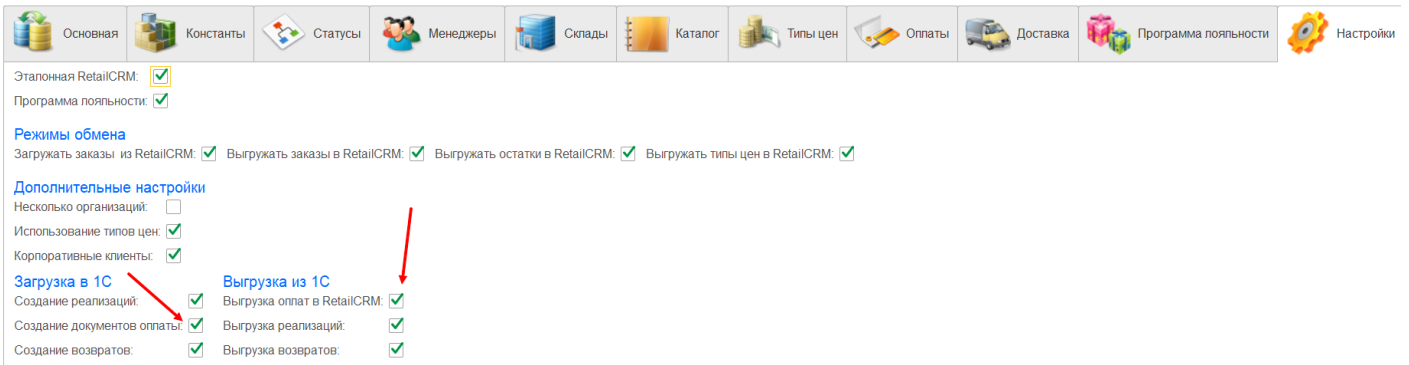 Основная Константы Статусы Менеджеры Склады Каталог Типы цен Оплаты Доставка Программа лояльности Настройки
Эталонная RetailCRM:
Программа лояльности:
Режимы обмена
Загружать заказы из RetailCRM: Выгружать заказы в RetailCRM: Выгружать остатки в RetailCRM: Выгружать типы цен в RetailCRM:
Дополнительные настройки
Несколько организаций:
Использование типов цен:
Корпоративные клиенты:
Загрузка в 1С Выгрузка из 1С
Создание реализаций: Выгрузка оплат в RetailCRM:
Создание документов оплаты: Выгрузка реализаций:
Создание возвратов: Выгрузка возвратов: